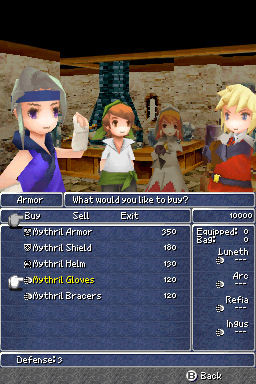 Armor What would you like to buy?
Buy Sell Exit 10000
Mythril Armor 350
Mythril Shield 180
Mythril Helm 130
Mythril Gloves 120
Mythril Bracers 120
Equipped: 0
Bag: 0
Luneth
---
Arc
---
Refia
---
Ingus
---
Defense: 3
B Back